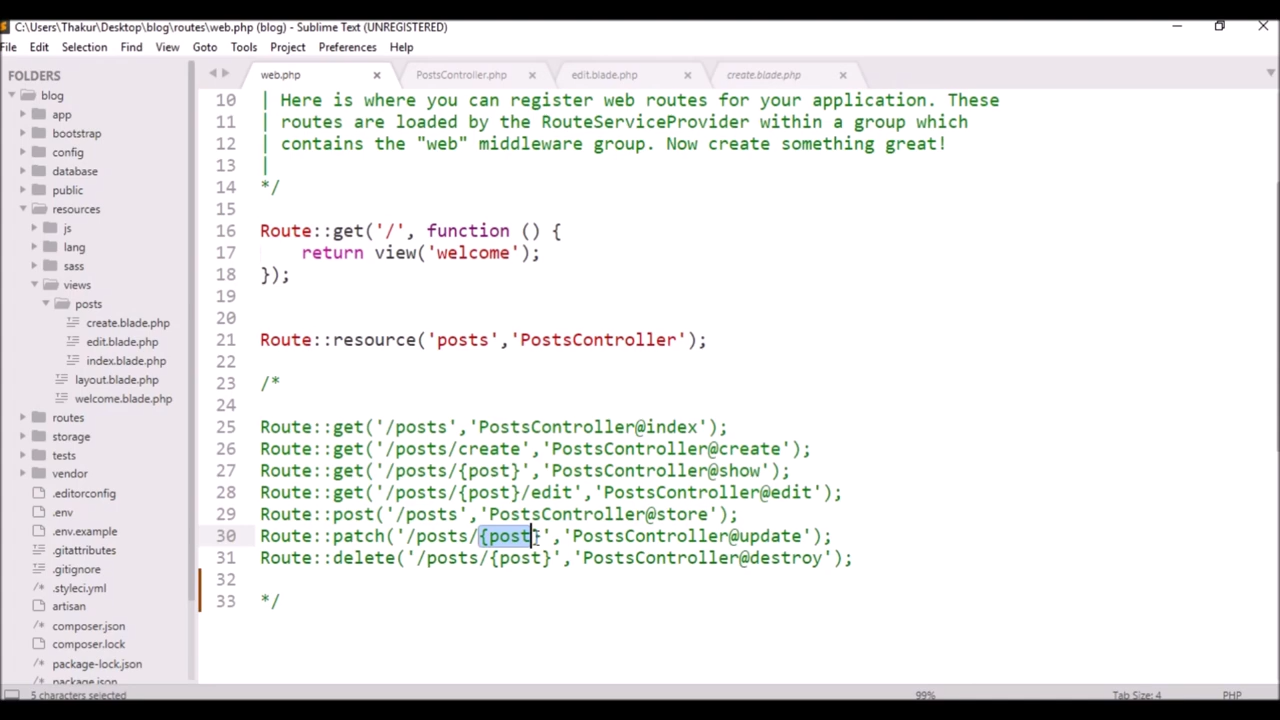 C:\Users\Thakur\Desktop\blog\routes\web.php (blog) - Sublime Text (UNREGISTERED)
File Edit Selection Find View Goto Tools Project Preferences Help
FOLDERS
blog
app
bootstrap
config
database
public
resources
js
lang
sass
views
posts
create.blade.php
edit.blade.php
index.blade.php
layout.blade.php
welcome.blade.php
routes
storage
tests
vendor
.editorconfig
.env
.env.example
.gitattributes
.gitignore
.styleci.yml
artisan
composer.json
composer.lock
package-lock.json
package.json
web.php PostsController.php edit.blade.php create.blade.php
10 | Here is where you can register web routes for your application. These
11 | routes are loaded by the RouteServiceProvider within a group which
12 | contains the "web" middleware group. Now create something great!
13 |
14 */
15
16 Route::get('/', function () {
17     return view('welcome');
18 });
19
20
21 Route::resource('posts','PostsController');
22
23 /*
24
25 Route::get('/posts','PostsController@index');
26 Route::get('/posts/create','PostsController@create');
27 Route::get('/posts/{post}','PostsController@show');
28 Route::get('/posts/{post}/edit','PostsController@edit');
29 Route::post('/posts','PostsController@store');
30 Route::patch('/posts/{post}','PostsController@update');
31 Route::delete('/posts/{post}','PostsController@destroy');
32
33 */
5 characters selected 99% Tab Size: 4 PHP